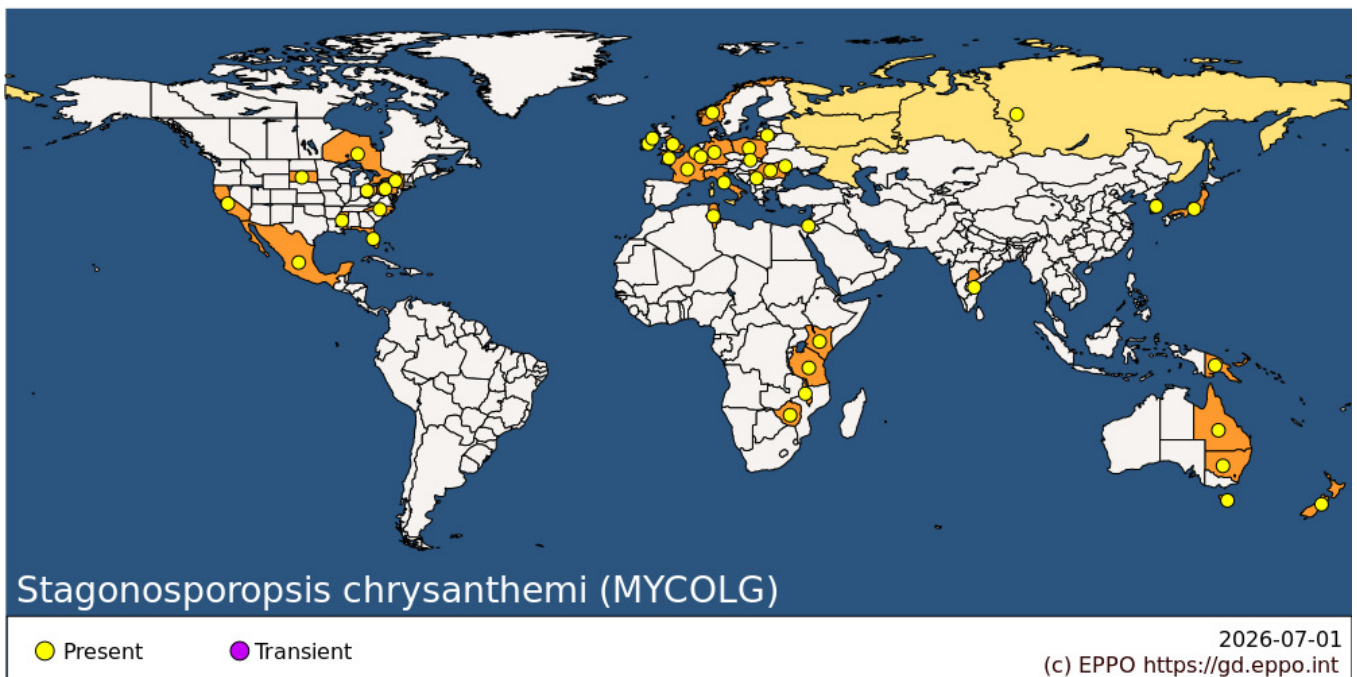 Stagonosporopsis chrysanthemi (MYCOLG)
Present
Transient
2026-07-01
(c) EPPO https://gd.eppo.int